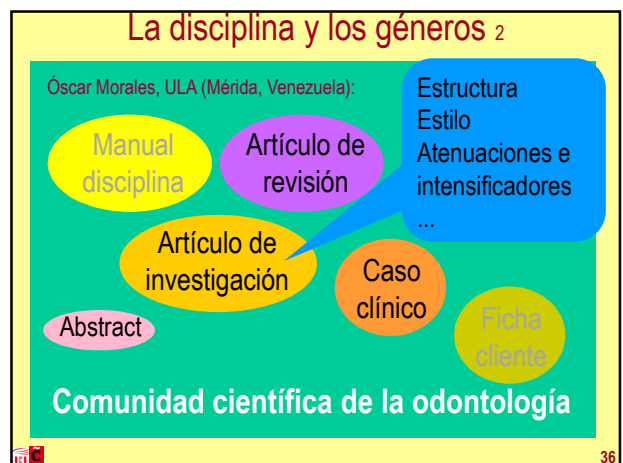 La disciplina y los géneros 2
Óscar Morales, ULA (Mérida, Venezuela):
Estructura
Estilo
Atenuaciones e
intensificadores
...
Manual
disciplina
Artículo de
revisión
Artículo de
investigación
Caso
clínico
Abstract
Ficha
cliente
Comunidad científica de la odontología
36